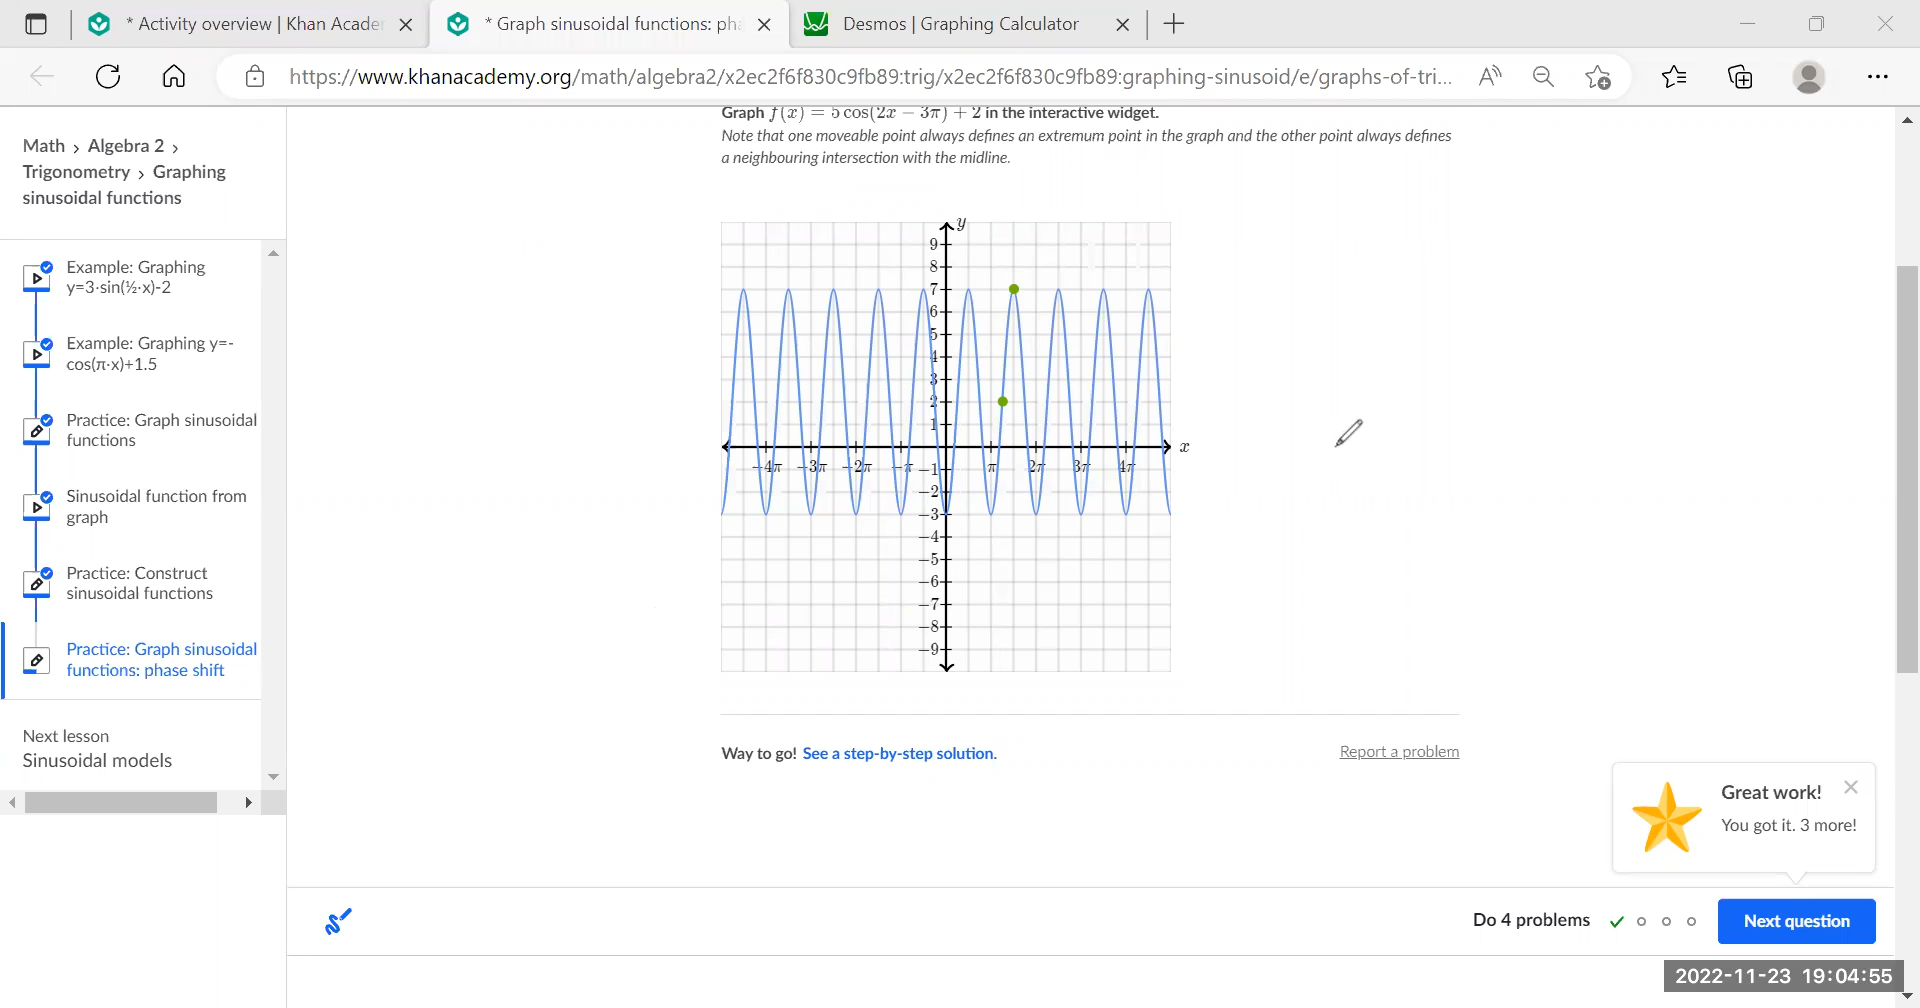 * Activity overview | Khan Acader
* Graph sinusoidal functions: pha
Desmos | Graphing Calculator
https://www.khanacademy.org/math/algebra2/x2ec2f6f830c9fb89:trig/x2ec2f6f830c9fb89:graphing-sinusoid/e/graphs-of-tri...
Math › Algebra 2 ›
Trigonometry › Graphing
sinusoidal functions
Example: Graphing
y=3·sin(½·x)-2
Example: Graphing y=-
cos(π·x)+1.5
Practice: Graph sinusoidal
functions
Sinusoidal function from
graph
Practice: Construct
sinusoidal functions
Practice: Graph sinusoidal
functions: phase shift
Next lesson
Sinusoidal models
Graph f(x) = 5 cos(2x − 3π) + 2 in the interactive widget.
Note that one moveable point always defines an extremum point in the graph and the other point always defines
a neighbouring intersection with the midline.
y
9
8
7
6
5
4
3
2
1
x
−4π −3π −2π −π −1 π 2π 3π 4π
−2
−3
−4
−5
−6
−7
−8
−9
Way to go! See a step-by-step solution.
Report a problem
Great work!
You got it. 3 more!
Do 4 problems
Next question
2022-11-23 19:04:55